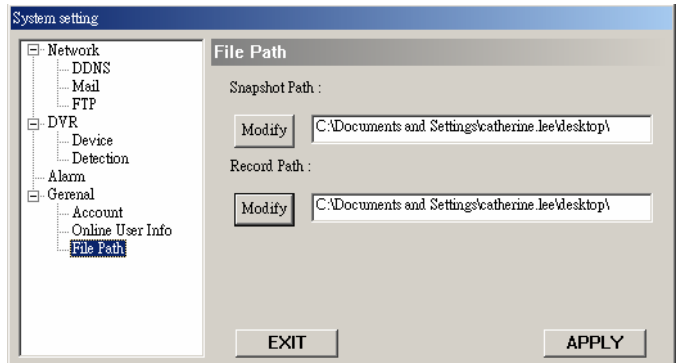 System setting
Network
DDNS
Mail
FTP
DVR
Device
Detection
Alarm
Gerenal
Account
Online User Info
File Path
File Path
Snapshot Path :
Modify
C:\Documents and Settings\catherine.lee\desktop\
Record Path :
Modify
C:\Documents and Settings\catherine.lee\desktop\
EXIT
APPLY